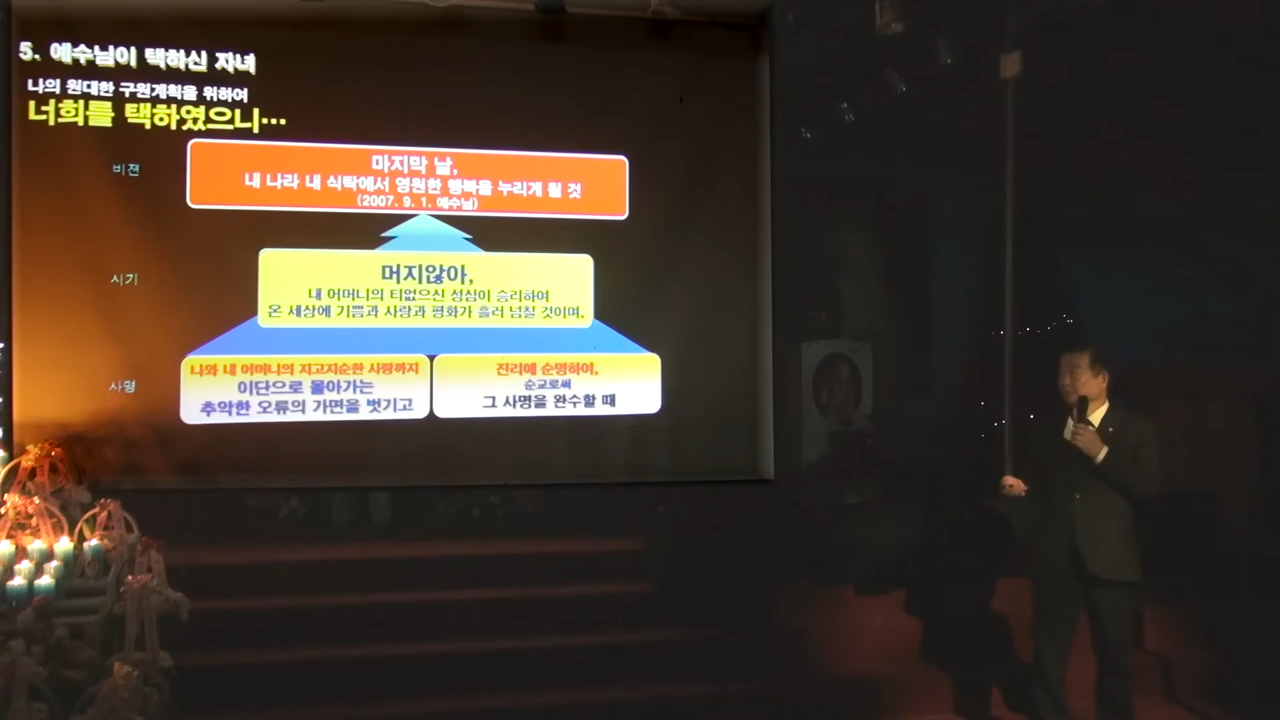 5. 예수님이 택하신 자녀
나의 원대한 구원계획을 위하여
너희를 택하였으니…
비젼
마지막 날,
내 나라 내 식탁에서 영원한 행복을 누리게 될 것
(2007. 9. 1. 예수님)
시기
머지않아,
내 어머니의 티없으신 성심이 승리하여
온 세상에 기쁨과 사랑과 평화가 흘러 넘칠 것이며,
사명
나와 내 어머니의 지고지순한 사랑까지
이단으로 몰아가는
추악한 오류의 가면을 벗기고
진리에 순명하여,
순교로써
그 사명을 완수할 때